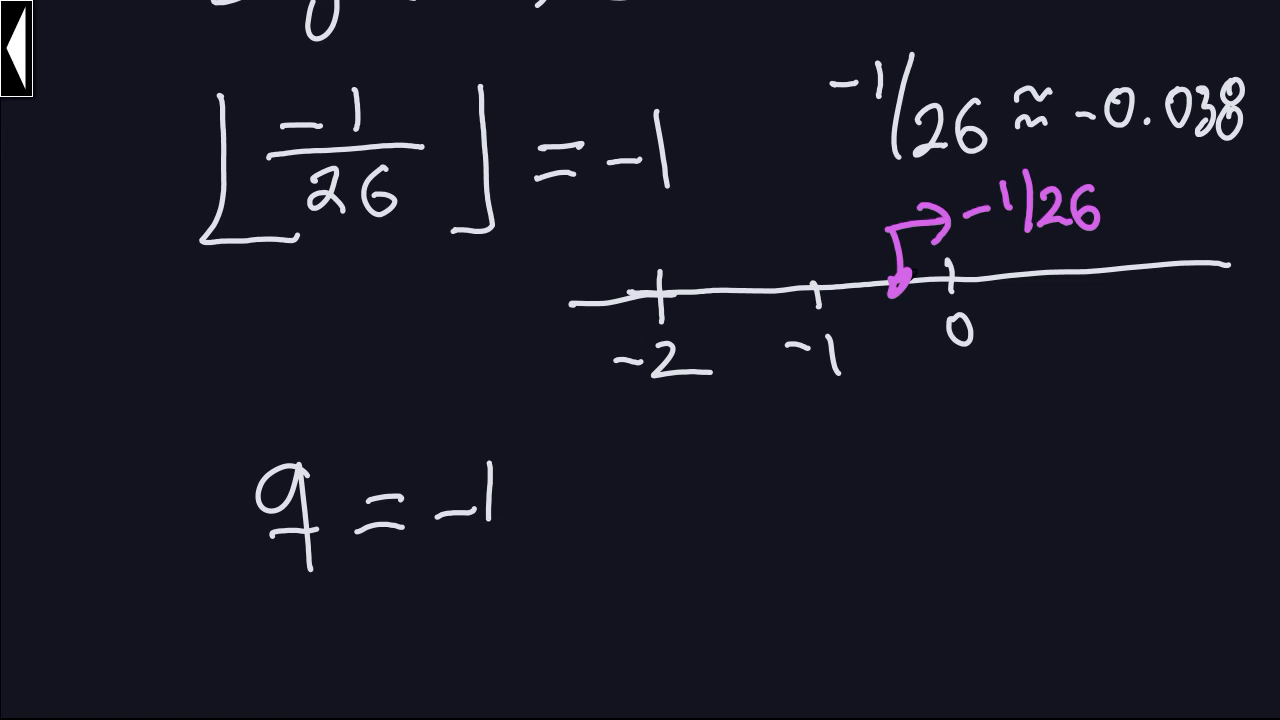 ⌊-1/26⌋ = -1
-1/26 ≈ -0.038
-1/26
-2 -1 0
q = -1